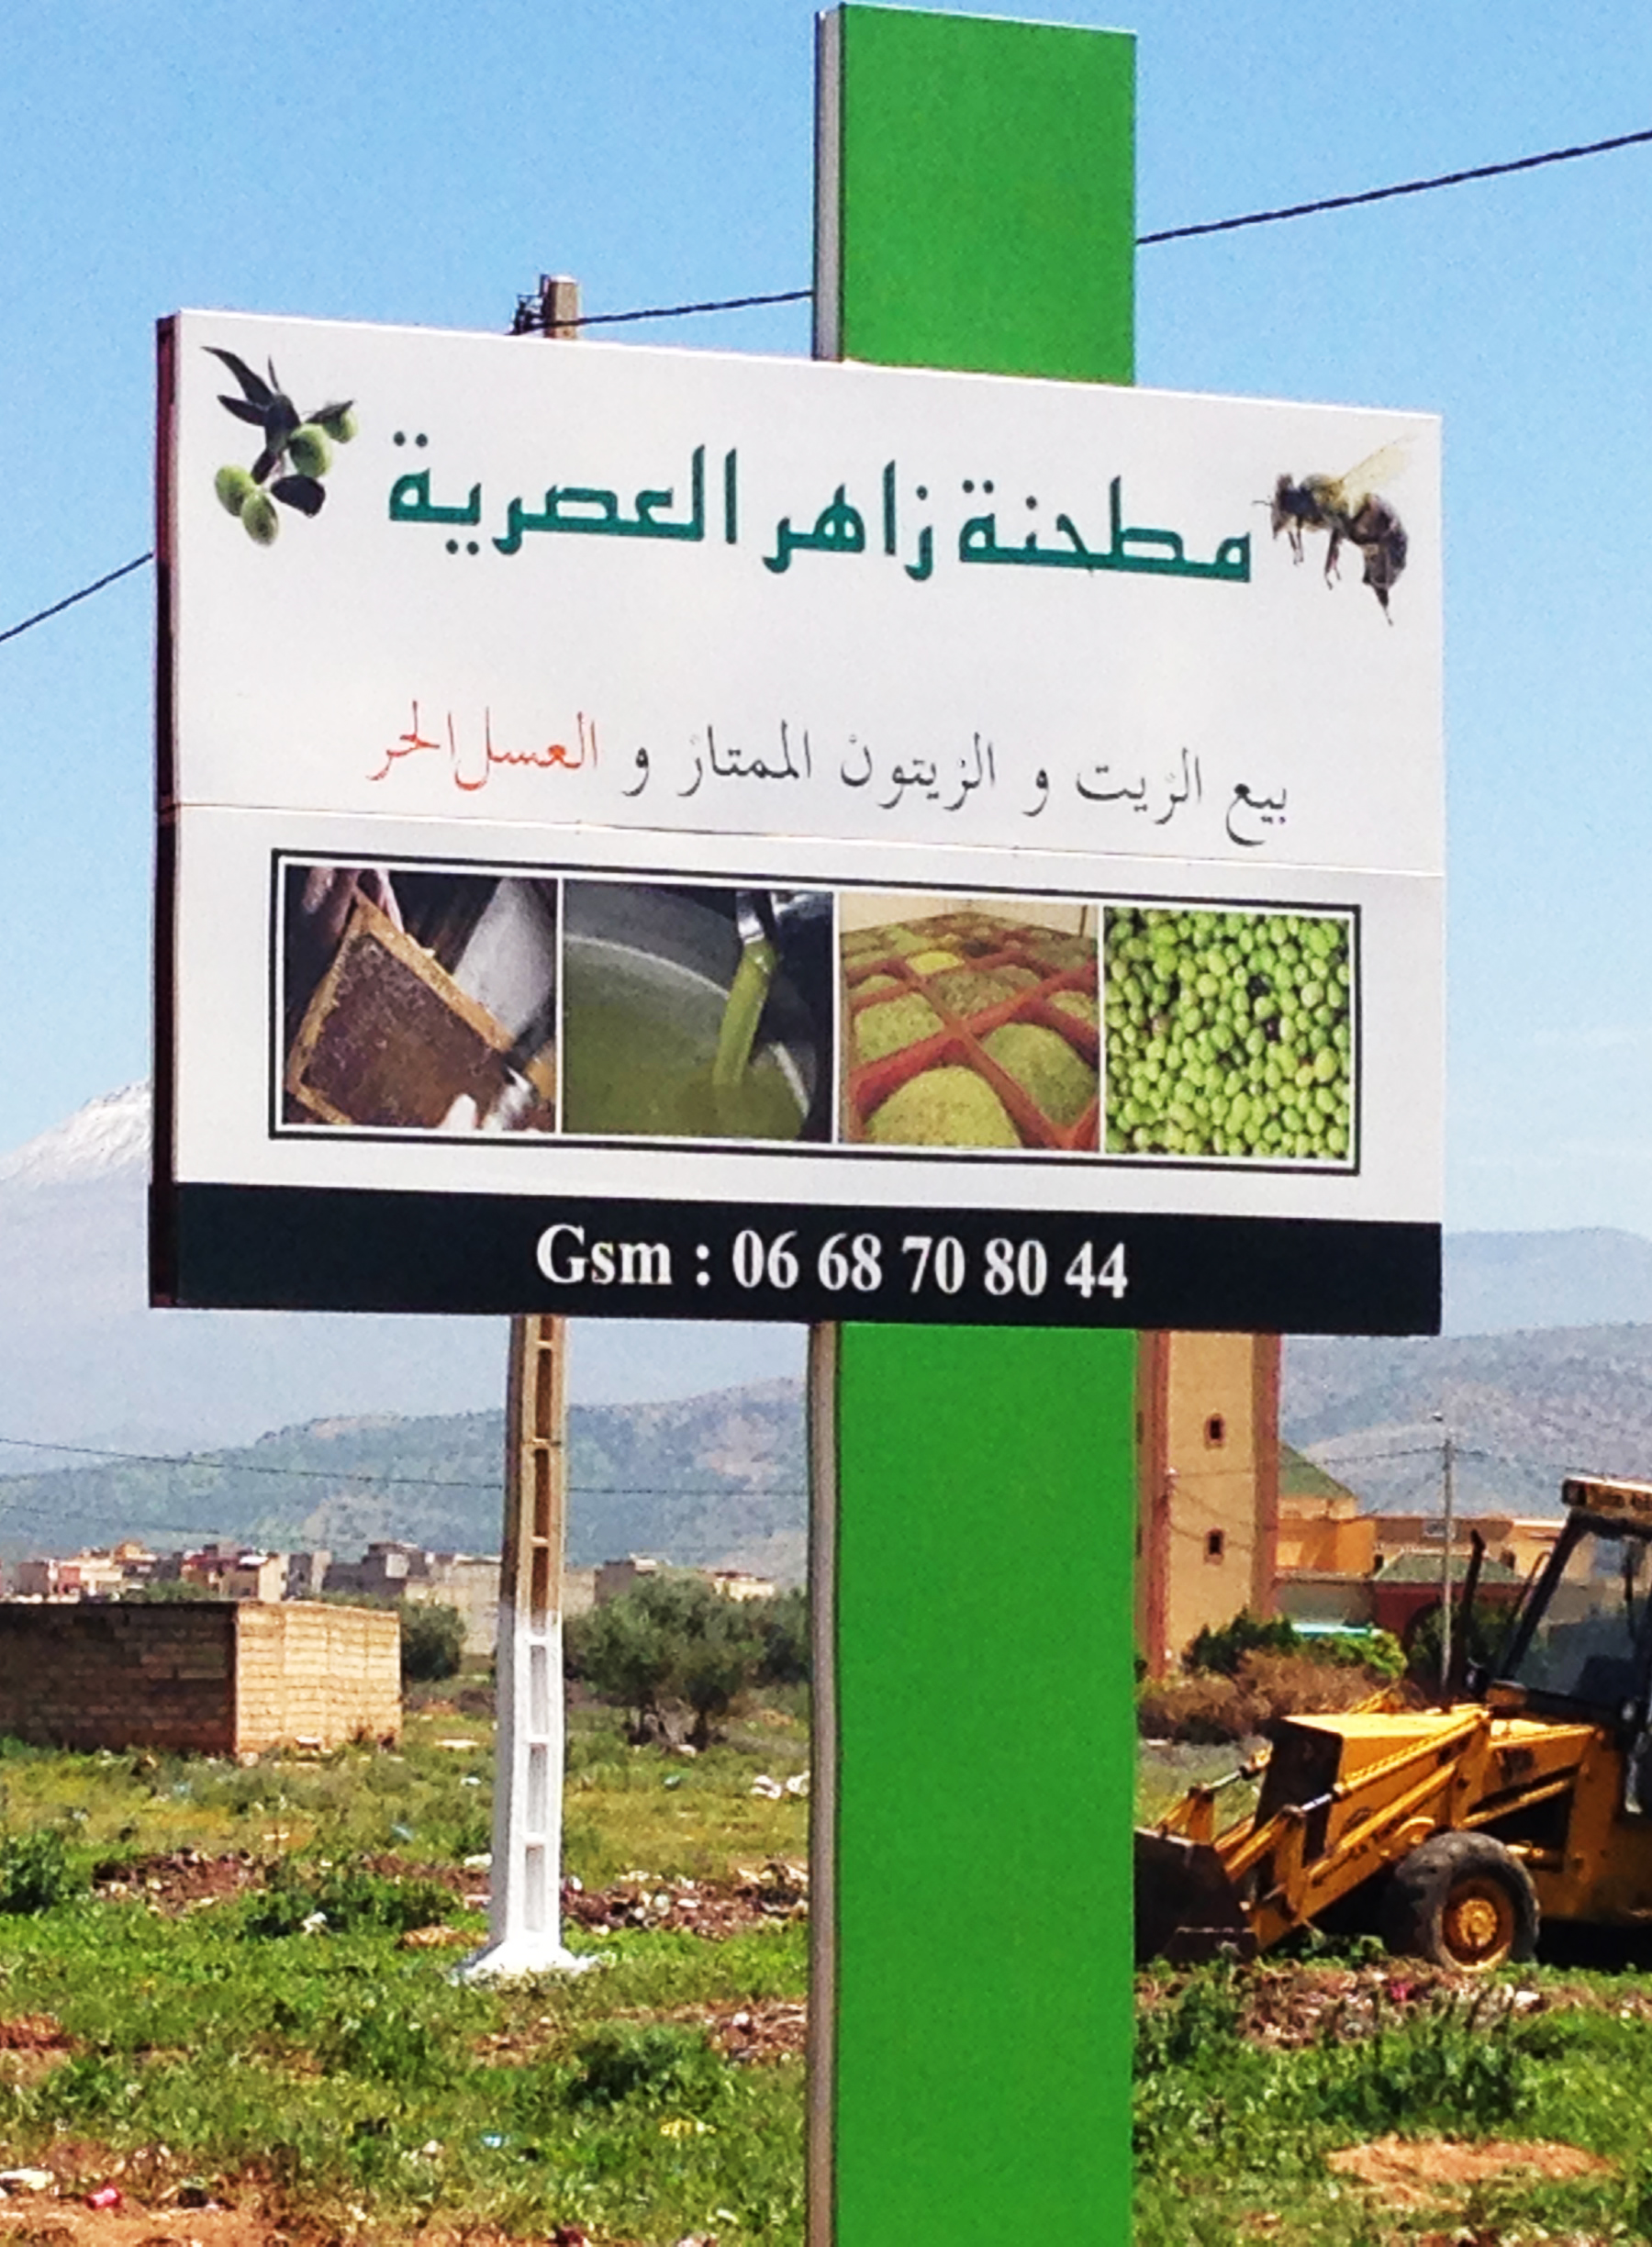 مطحنة زاهر العصرية
بيع الزيت و الزيتون الممتاز و العسل الحر
Gsm : 06 68 70 80 44